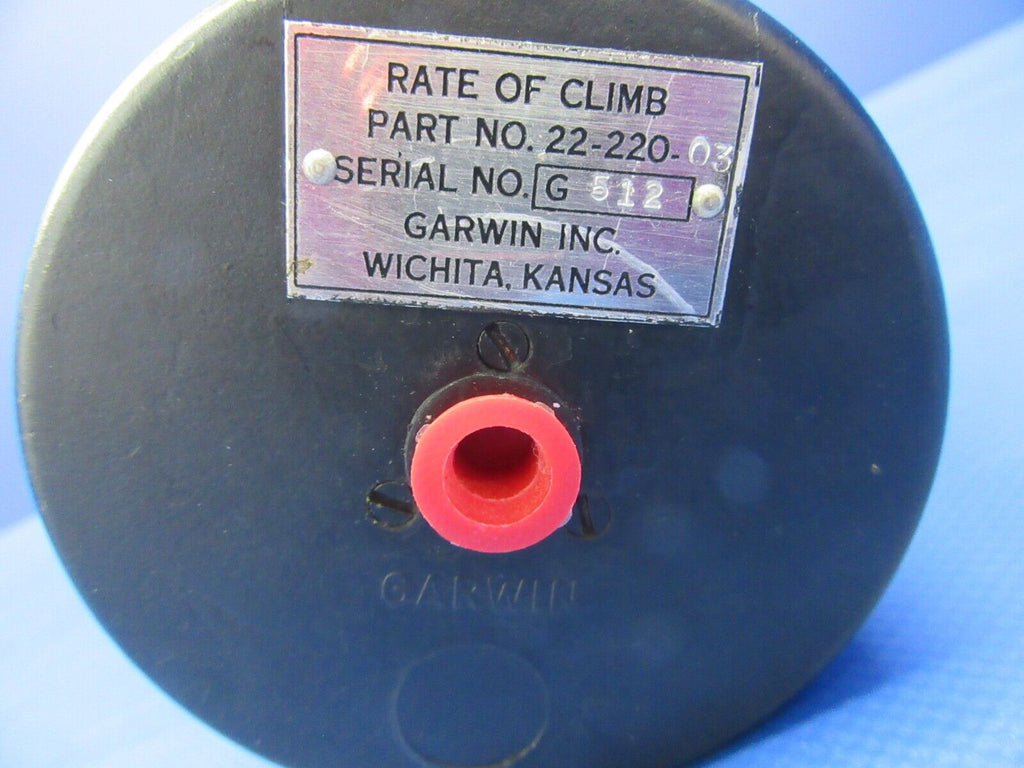 RATE OF CLIMB
PART NO. 22-220-03
SERIAL NO. G 512
GARWIN INC.
WICHITA, KANSAS
GARWIN